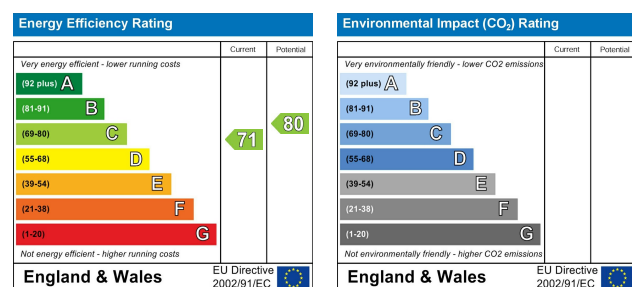 Energy Efficiency Rating
Current Potential
Very energy efficient - lower running costs
(92 plus) A
(81-91) B
(69-80) C
(55-68) D
(39-54) E
(21-38) F
(1-20) G
71
80
Not energy efficient - higher running costs
England & Wales
EU Directive
2002/91/EC
Environmental Impact (CO₂) Rating
Current Potential
Very environmentally friendly - lower CO2 emissions
(92 plus) A
(81-91) B
(69-80) C
(55-68) D
(39-54) E
(21-38) F
(1-20) G
Not environmentally friendly - higher CO2 emissions
England & Wales
EU Directive
2002/91/EC